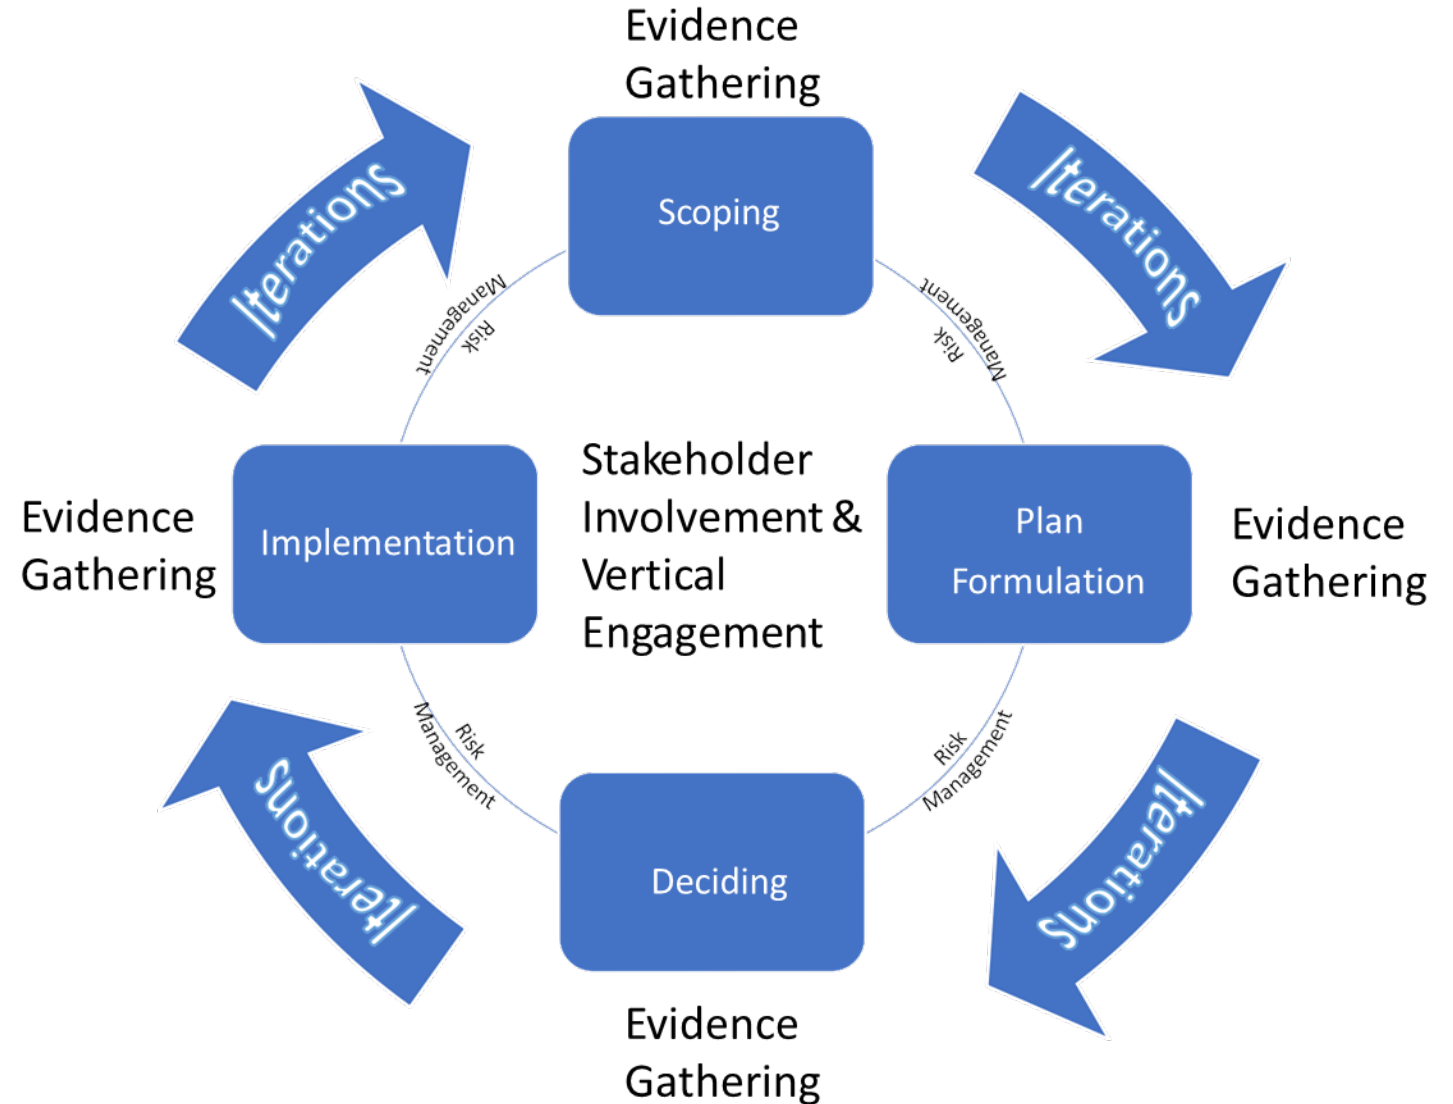 Evidence
Gathering
Iterations
Iterations
Scoping
Management
Risk
Management
Risk
Evidence
Gathering
Implementation
Stakeholder
Involvement &
Vertical
Engagement
Plan
Formulation
Evidence
Gathering
Risk
Management
Risk
Management
Iterations
Iterations
Deciding
Evidence
Gathering